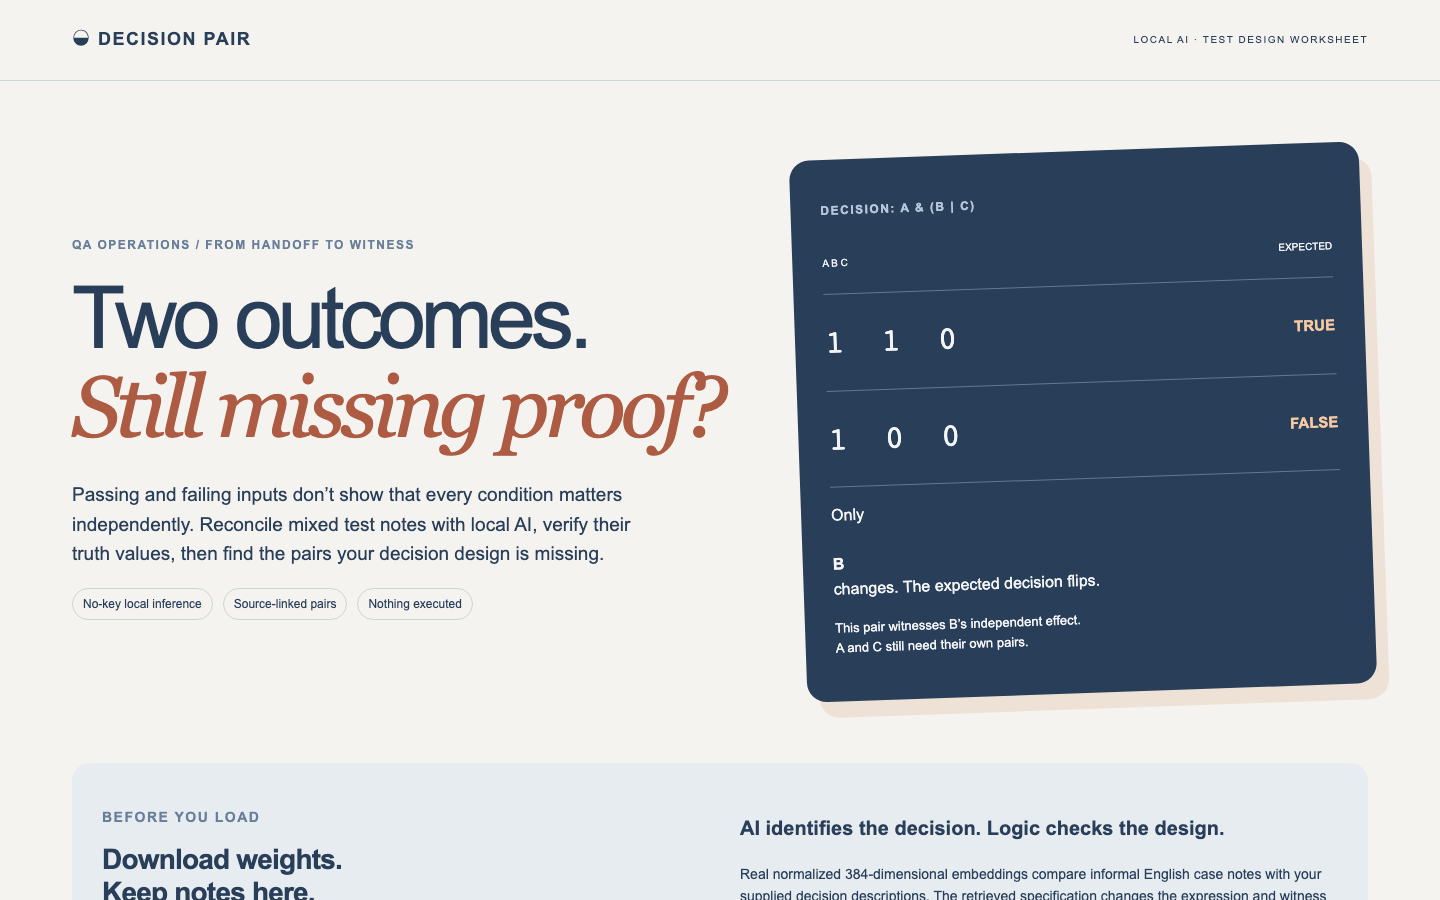 DECISION PAIR
LOCAL AI · TEST DESIGN WORKSHEET
QA OPERATIONS / FROM HANDOFF TO WITNESS
Two outcomes.
Still missing proof?
Passing and failing inputs don’t show that every condition matters
independently. Reconcile mixed test notes with local AI, verify their
truth values, then find the pairs your decision design is missing.
No-key local inference
Source-linked pairs
Nothing executed
DECISION: A & (B | C)
A B C
EXPECTED
1 1 0
TRUE
1 0 0
FALSE
Only
B
changes. The expected decision flips.
This pair witnesses B’s independent effect.
A and C still need their own pairs.
BEFORE YOU LOAD
Download weights.
Keep notes here.
AI identifies the decision. Logic checks the design.
Real normalized 384-dimensional embeddings compare informal English case notes with your
supplied decision descriptions. The retrieved specification changes the expression and witness